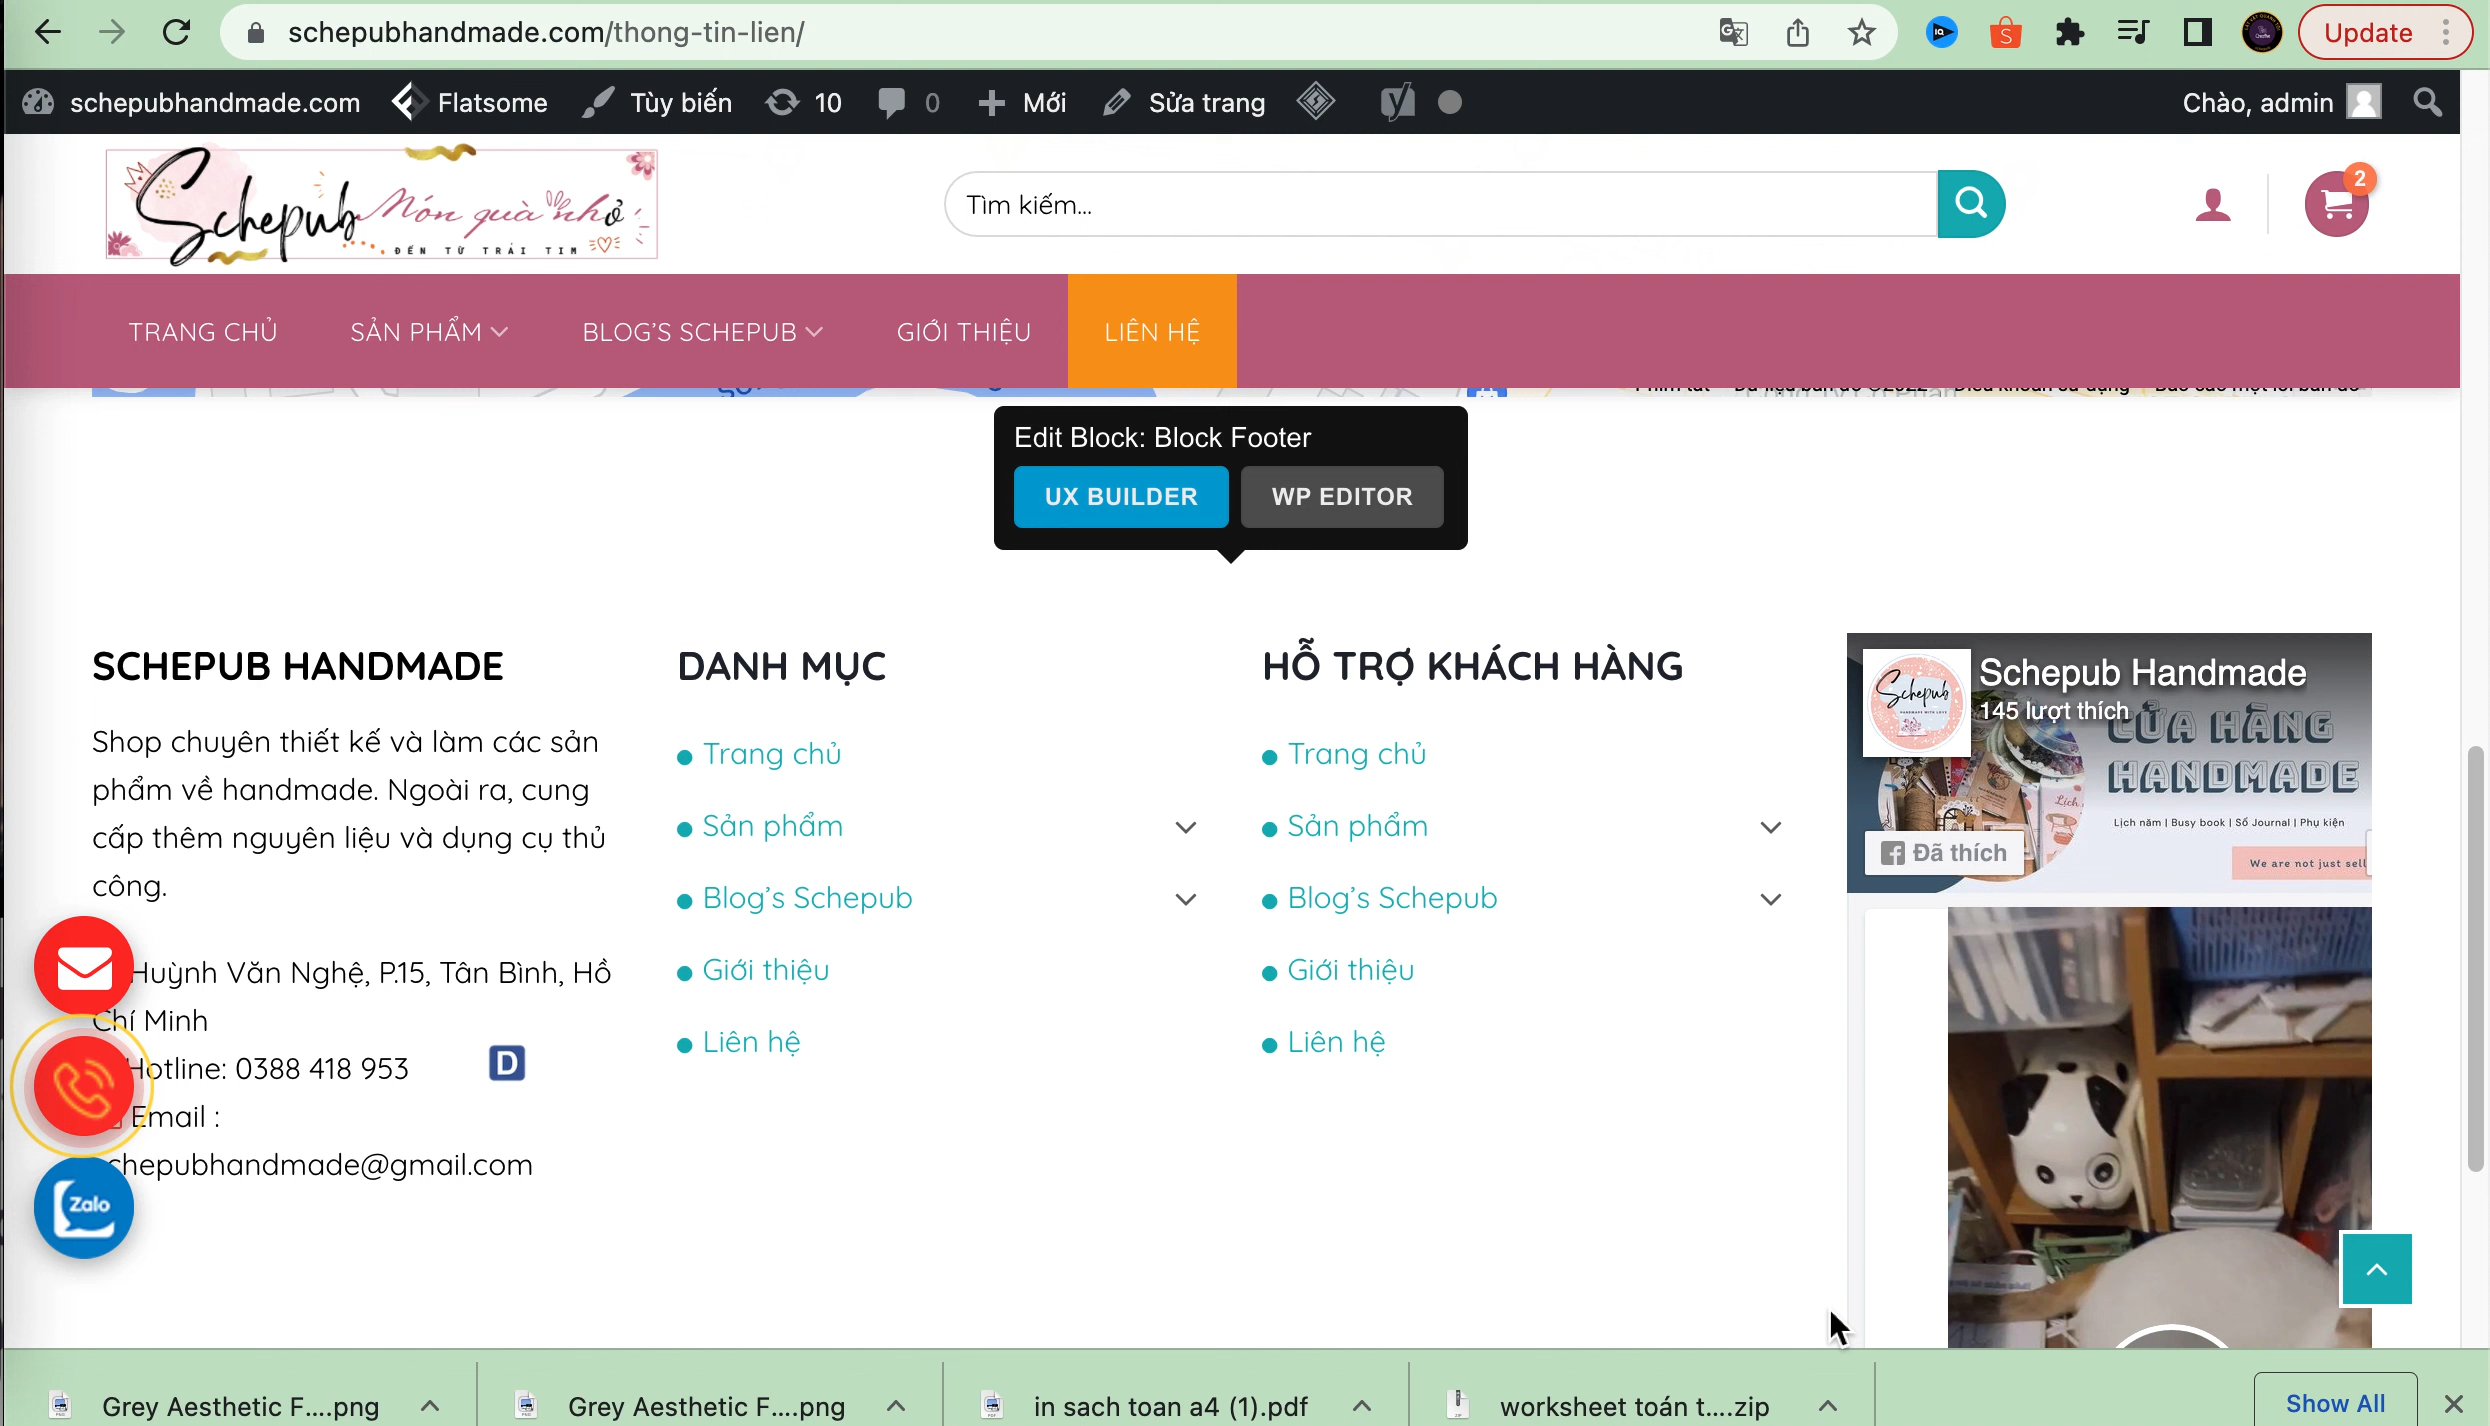 schepubhandmade.com/thong-tin-lien/
Update
schepubhandmade.com
Flatsome
Tùy biến
10
0
Mới
Sửa trang
Chào, admin
Schepub Món quà nhỏ
ĐẾN TỪ TRÁI TIM
Tìm kiếm...
2
TRANG CHỦ
SẢN PHẨM
BLOG’S SCHEPUB
GIỚI THIỆU
LIÊN HỆ
Edit Block: Block Footer
UX BUILDER
WP EDITOR
SCHEPUB HANDMADE
Shop chuyên thiết kế và làm các sản
phẩm về handmade. Ngoài ra, cung
cấp thêm nguyên liệu và dụng cụ thủ
công.
Huỳnh Văn Nghệ, P.15, Tân Bình, Hồ
Chí Minh
Hotline: 0388 418 953
D
Email :
schepubhandmade@gmail.com
Zalo
DANH MỤC
Trang chủ
Sản phẩm
Blog’s Schepub
Giới thiệu
Liên hệ
HỖ TRỢ KHÁCH HÀNG
Trang chủ
Sản phẩm
Blog’s Schepub
Giới thiệu
Liên hệ
Schepub
Schepub Handmade
145 lượt thích
CỬA HÀNG
HANDMADE
Lịch năm | Busy book | Sổ Journal | Phụ kiện
Đã thích
We are not just sell
Grey Aesthetic F....png
Grey Aesthetic F....png
in sach toan a4 (1).pdf
worksheet toán t....zip
Show All